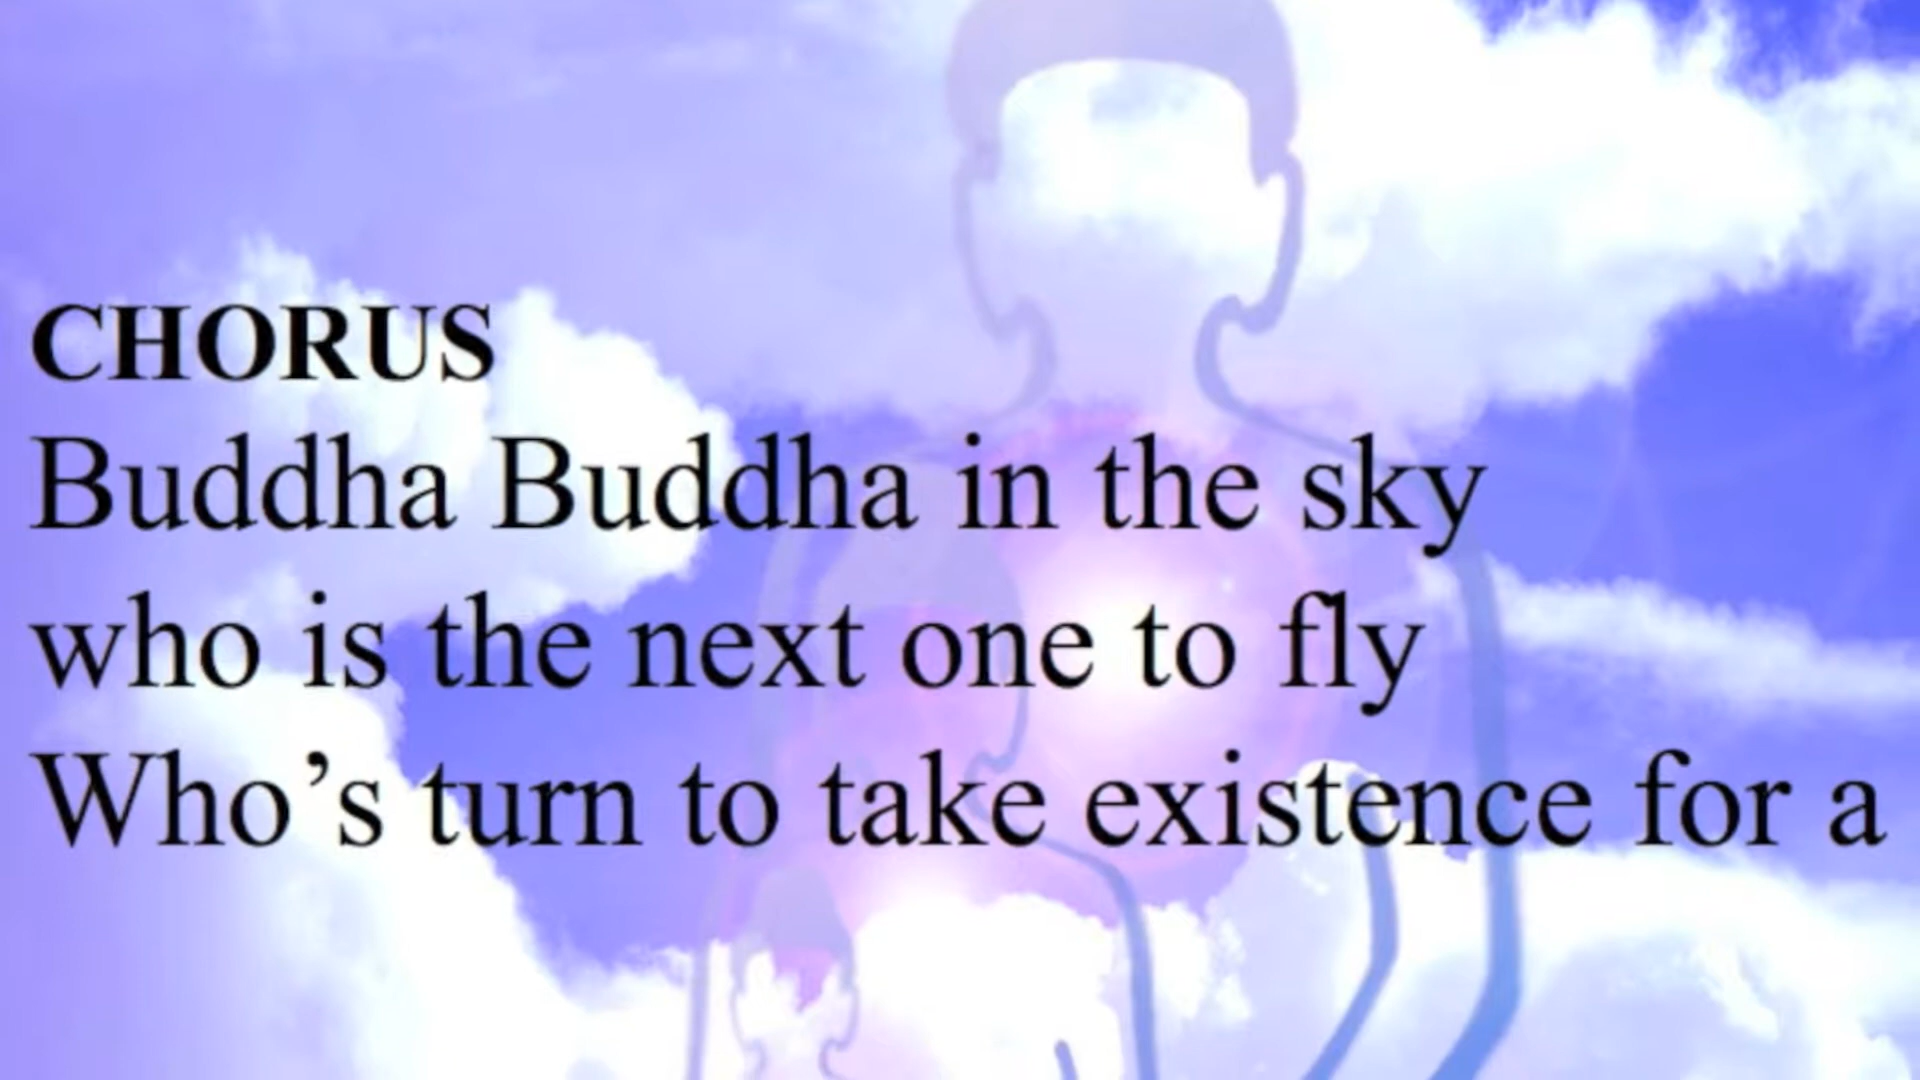 CHORUS
Buddha Buddha in the sky
who is the next one to fly
Who’s turn to take existence for a